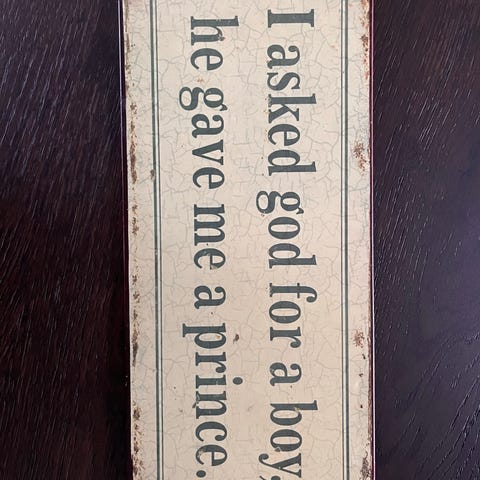 I asked god for a boy,
he gave me a prince.